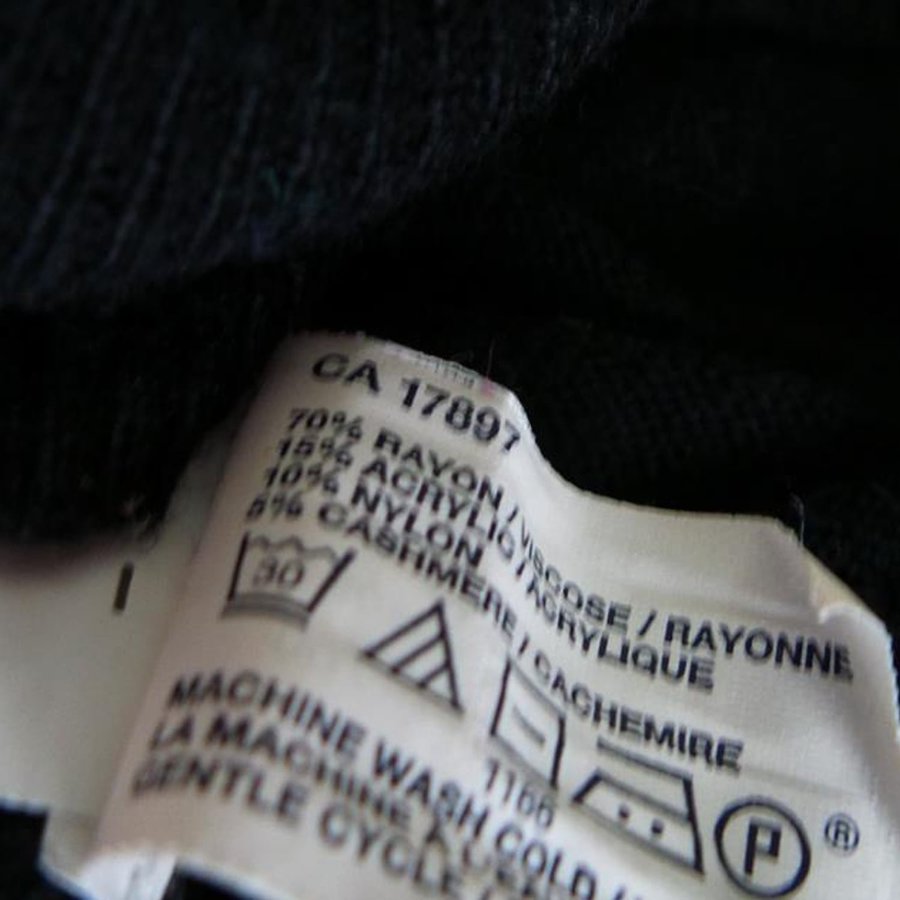 CA 17897
70% RAYON / VISCOSE / RAYONNE
15% ACRYLIC / ACRYLIQUE
10% NYLON
5% CASHMERE / CACHEMIRE
30
1166
P ®
MACHINE WASH COLD /
LA MACHINE
GENTLE CYCLE /